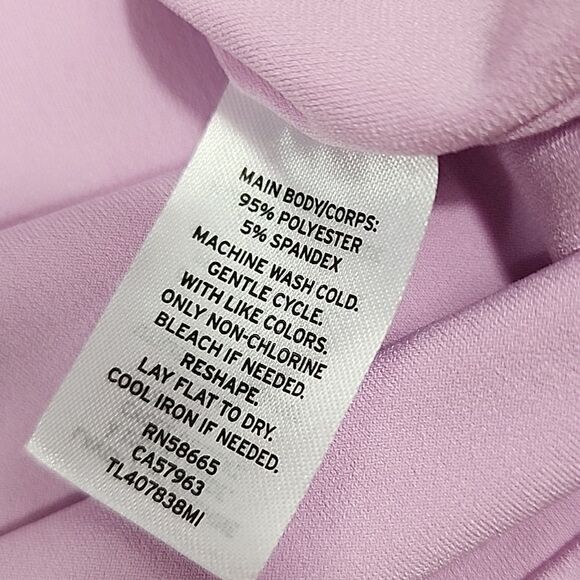 MAIN BODY/CORPS:
95% POLYESTER
5% SPANDEX
MACHINE WASH COLD.
GENTLE CYCLE.
WITH LIKE COLORS.
ONLY NON-CHLORINE
BLEACH IF NEEDED.
RESHAPE.
LAY FLAT TO DRY.
COOL IRON IF NEEDED.
RN58665
CA57963
TL407838MI